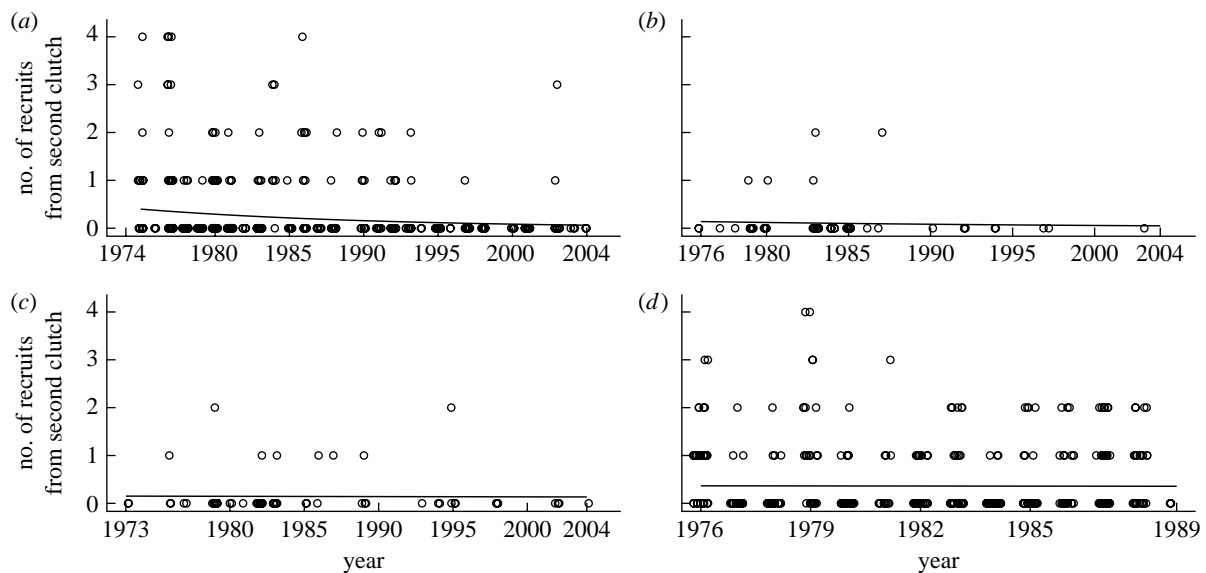 (a)
no. of recruits
from second clutch
4
3
2
1
0
1974 1980 1985 1990 1995 2000 2004
(b)
1976 1980 1985 1990 1995 2000 2004
(c)
no. of recruits
from second clutch
4
3
2
1
0
1973 1980 1985 1990 1995 2000 2004
year
(d)
1976 1979 1982 1985 1989
year